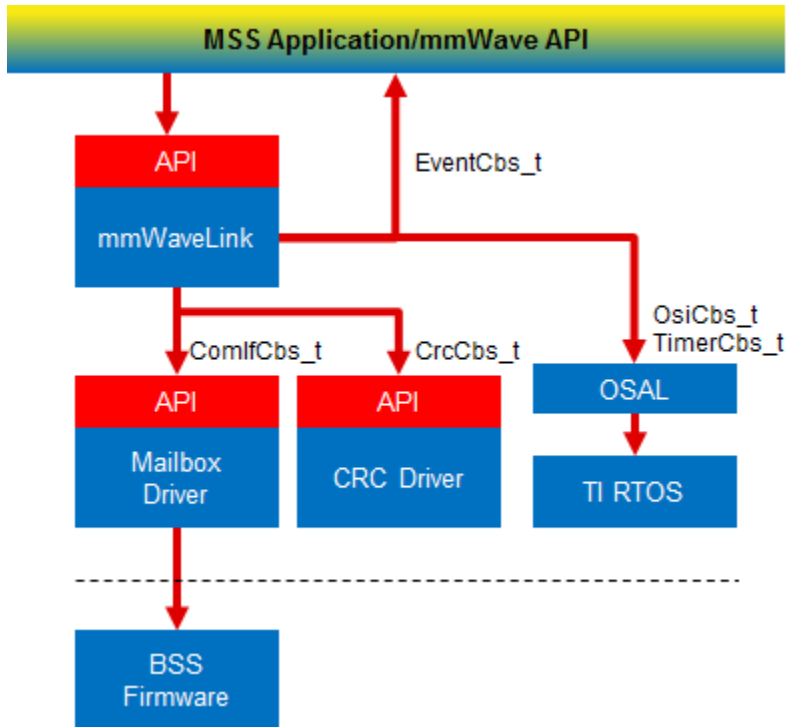 MSS Application/mmWave API
API
EventCbs_t
mmWaveLink
OsiCbs_t
TimerCbs_t
ComIfCbs_t
CrcCbs_t
API
API
OSAL
Mailbox
Driver
CRC Driver
TI RTOS
BSS
Firmware